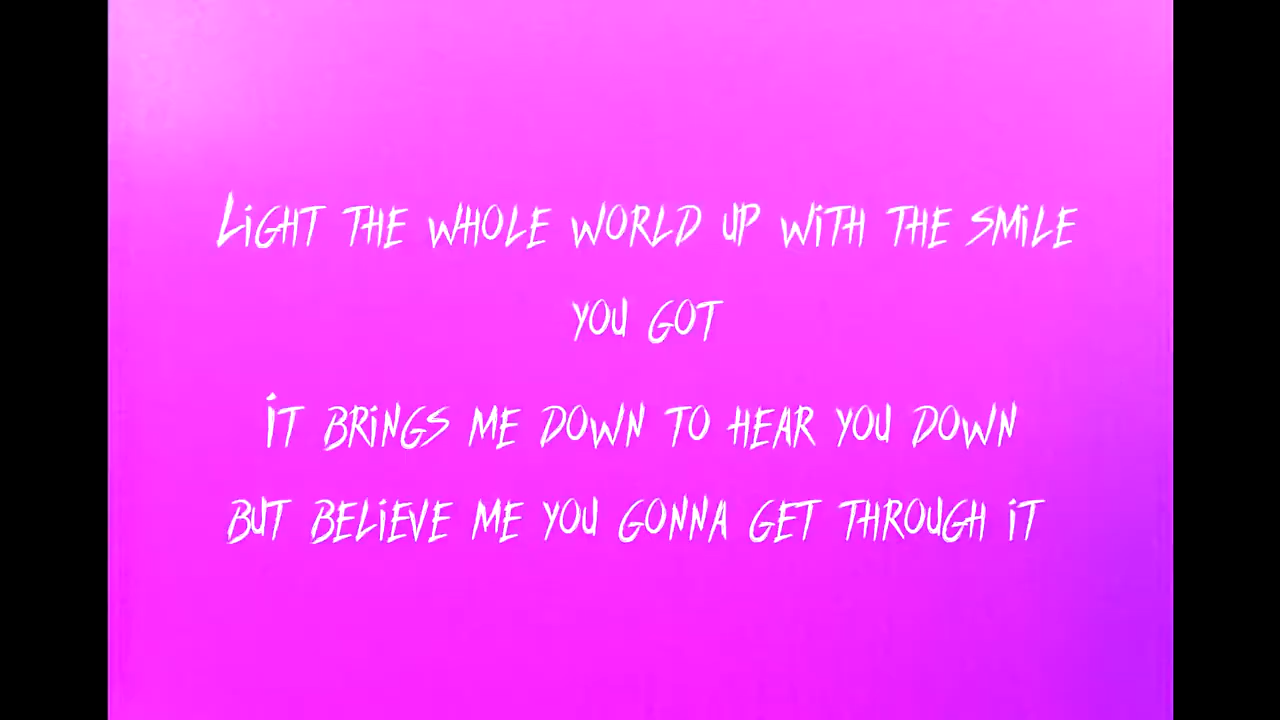 Light the whole world up with the smile
you got
It brings me down to hear you down
but believe me you gonna get through it